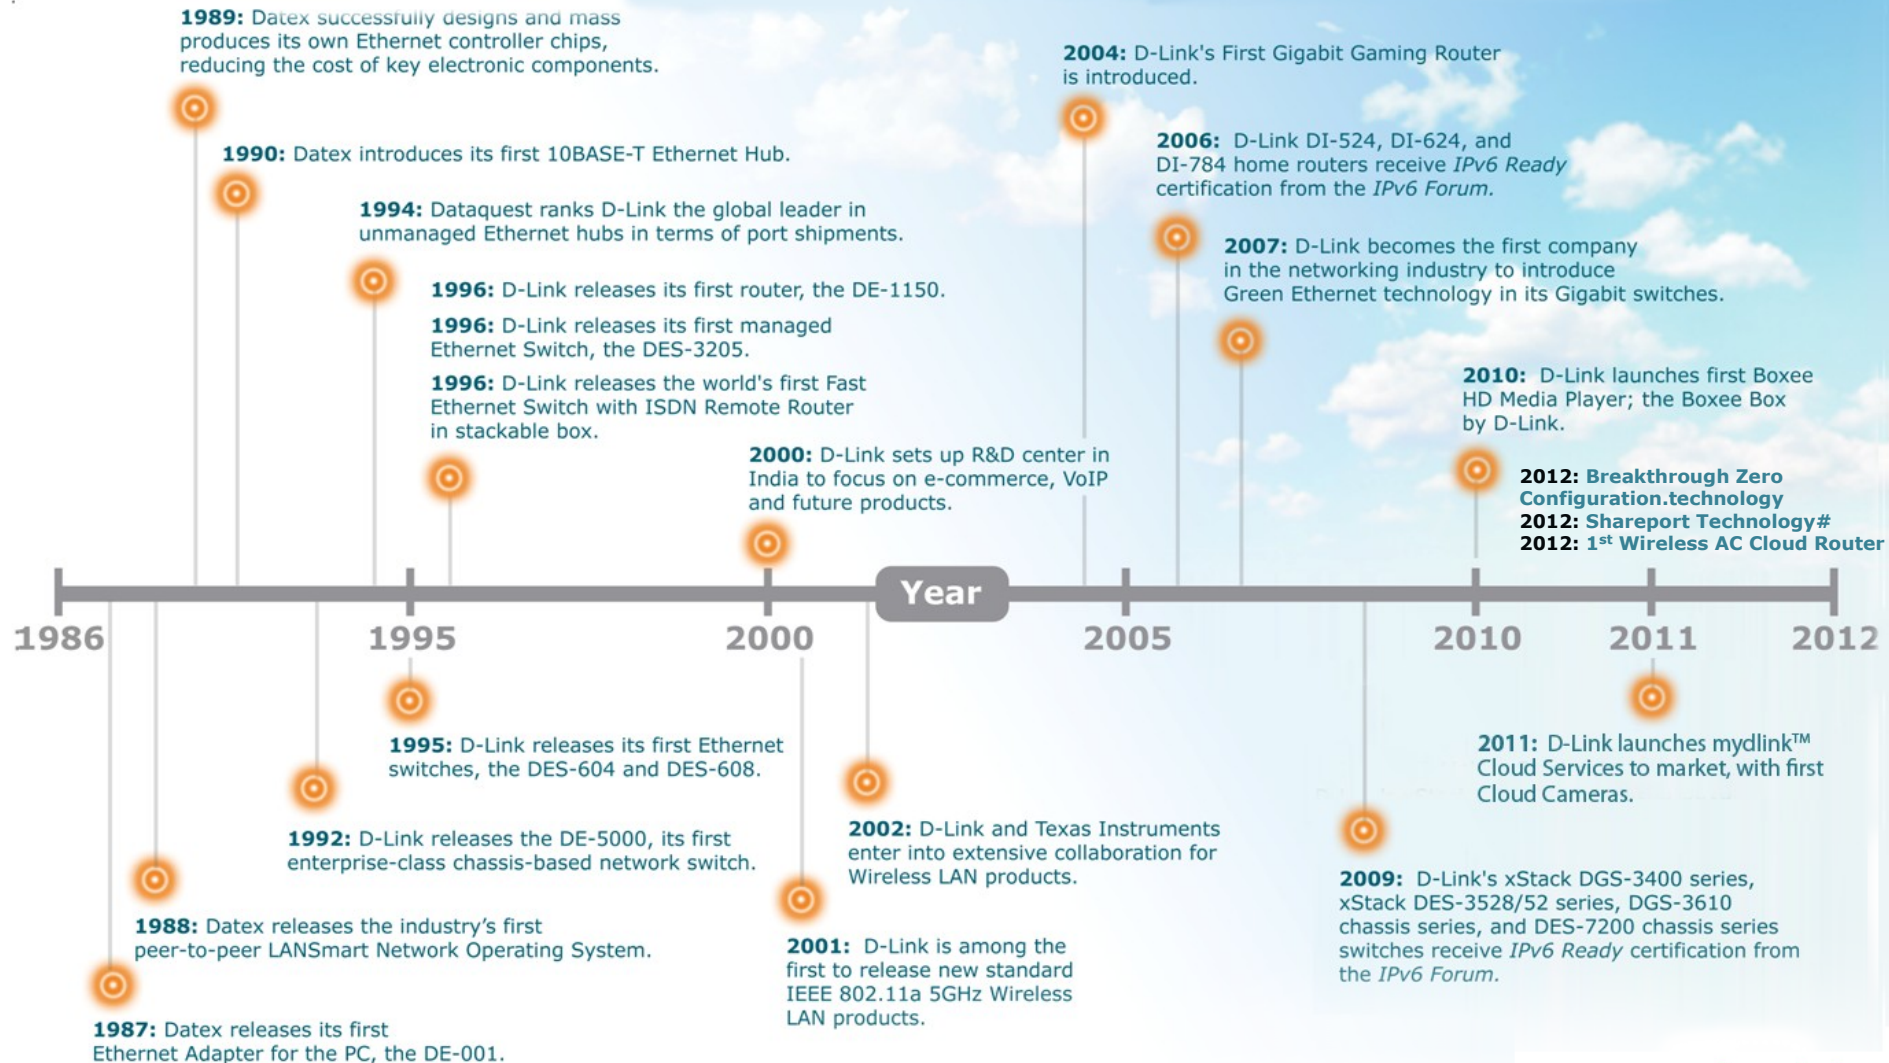 1989: Datex successfully designs and mass
produces its own Ethernet controller chips,
reducing the cost of key electronic components.
1990: Datex introduces its first 10BASE-T Ethernet Hub.
1994: Dataquest ranks D-Link the global leader in
unmanaged Ethernet hubs in terms of port shipments.
1996: D-Link releases its first router, the DE-1150.
1996: D-Link releases its first managed
Ethernet Switch, the DES-3205.
1996: D-Link releases the world's first Fast
Ethernet Switch with ISDN Remote Router
in stackable box.
2000: D-Link sets up R&D center in
India to focus on e-commerce, VoIP
and future products.
2004: D-Link's First Gigabit Gaming Router
is introduced.
2006: D-Link DI-524, DI-624, and
DI-784 home routers receive IPv6 Ready
certification from the IPv6 Forum.
2007: D-Link becomes the first company
in the networking industry to introduce
Green Ethernet technology in its Gigabit switches.
2010: D-Link launches first Boxee
HD Media Player; the Boxee Box
by D-Link.
2012: Breakthrough Zero
Configuration.technology
2012: Shareport Technology#
2012: 1st Wireless AC Cloud Router
Year
1986 1995 2000 2005 2010 2011 2012
1995: D-Link releases its first Ethernet
switches, the DES-604 and DES-608.
1992: D-Link releases the DE-5000, its first
enterprise-class chassis-based network switch.
1988: Datex releases the industry’s first
peer-to-peer LANSmart Network Operating System.
1987: Datex releases its first
Ethernet Adapter for the PC, the DE-001.
2002: D-Link and Texas Instruments
enter into extensive collaboration for
Wireless LAN products.
2001: D-Link is among the
first to release new standard
IEEE 802.11a 5GHz Wireless
LAN products.
2011: D-Link launches mydlink™
Cloud Services to market, with first
Cloud Cameras.
2009: D-Link's xStack DGS-3400 series,
xStack DES-3528/52 series, DGS-3610
chassis series, and DES-7200 chassis series
switches receive IPv6 Ready certification from
the IPv6 Forum.